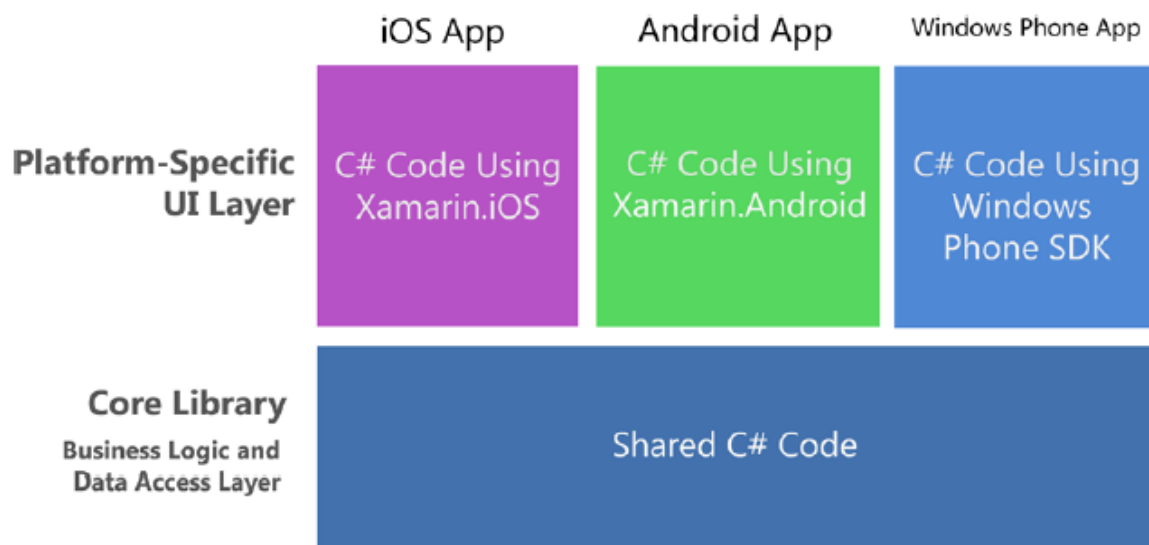 iOS App
Android App
Windows Phone App
Platform-Specific
UI Layer
C# Code Using
Xamarin.iOS
C# Code Using
Xamarin.Android
C# Code Using
Windows
Phone SDK
Core Library
Business Logic and
Data Access Layer
Shared C# Code